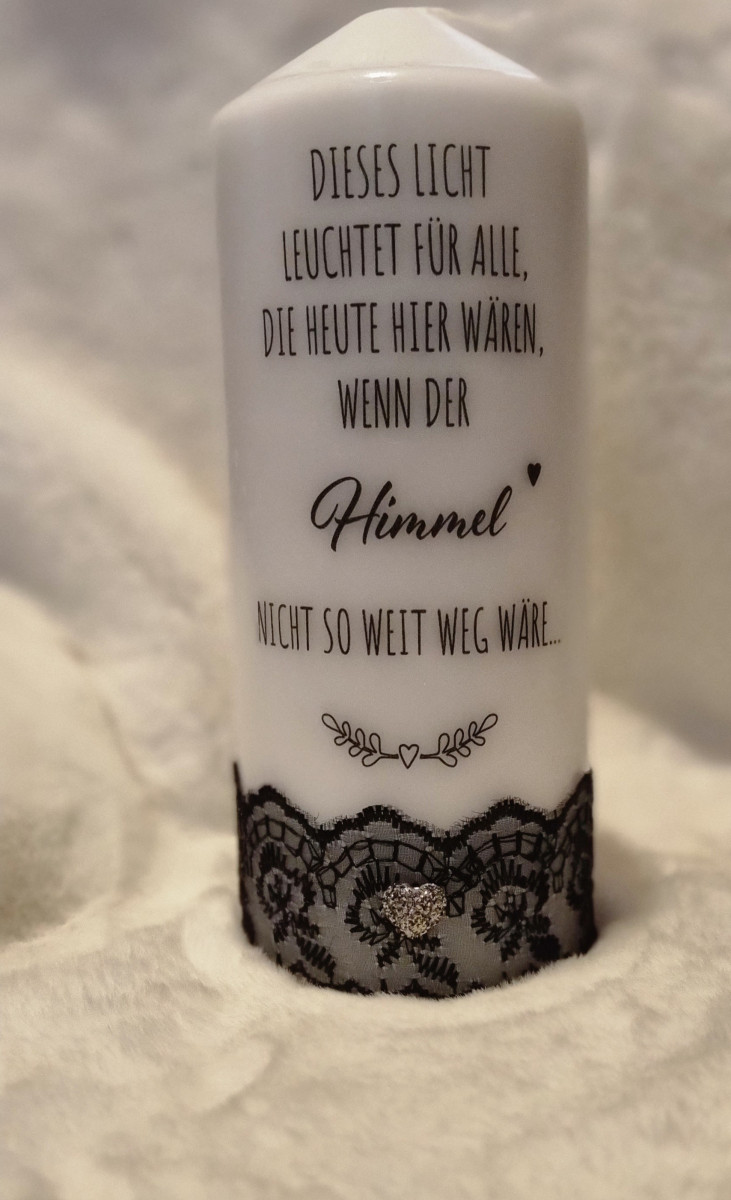 DIESES LICHT
LEUCHTET FÜR ALLE,
DIE HEUTE HIER WÄREN,
WENN DER
Himmel
NICHT SO WEIT WEG WÄRE...